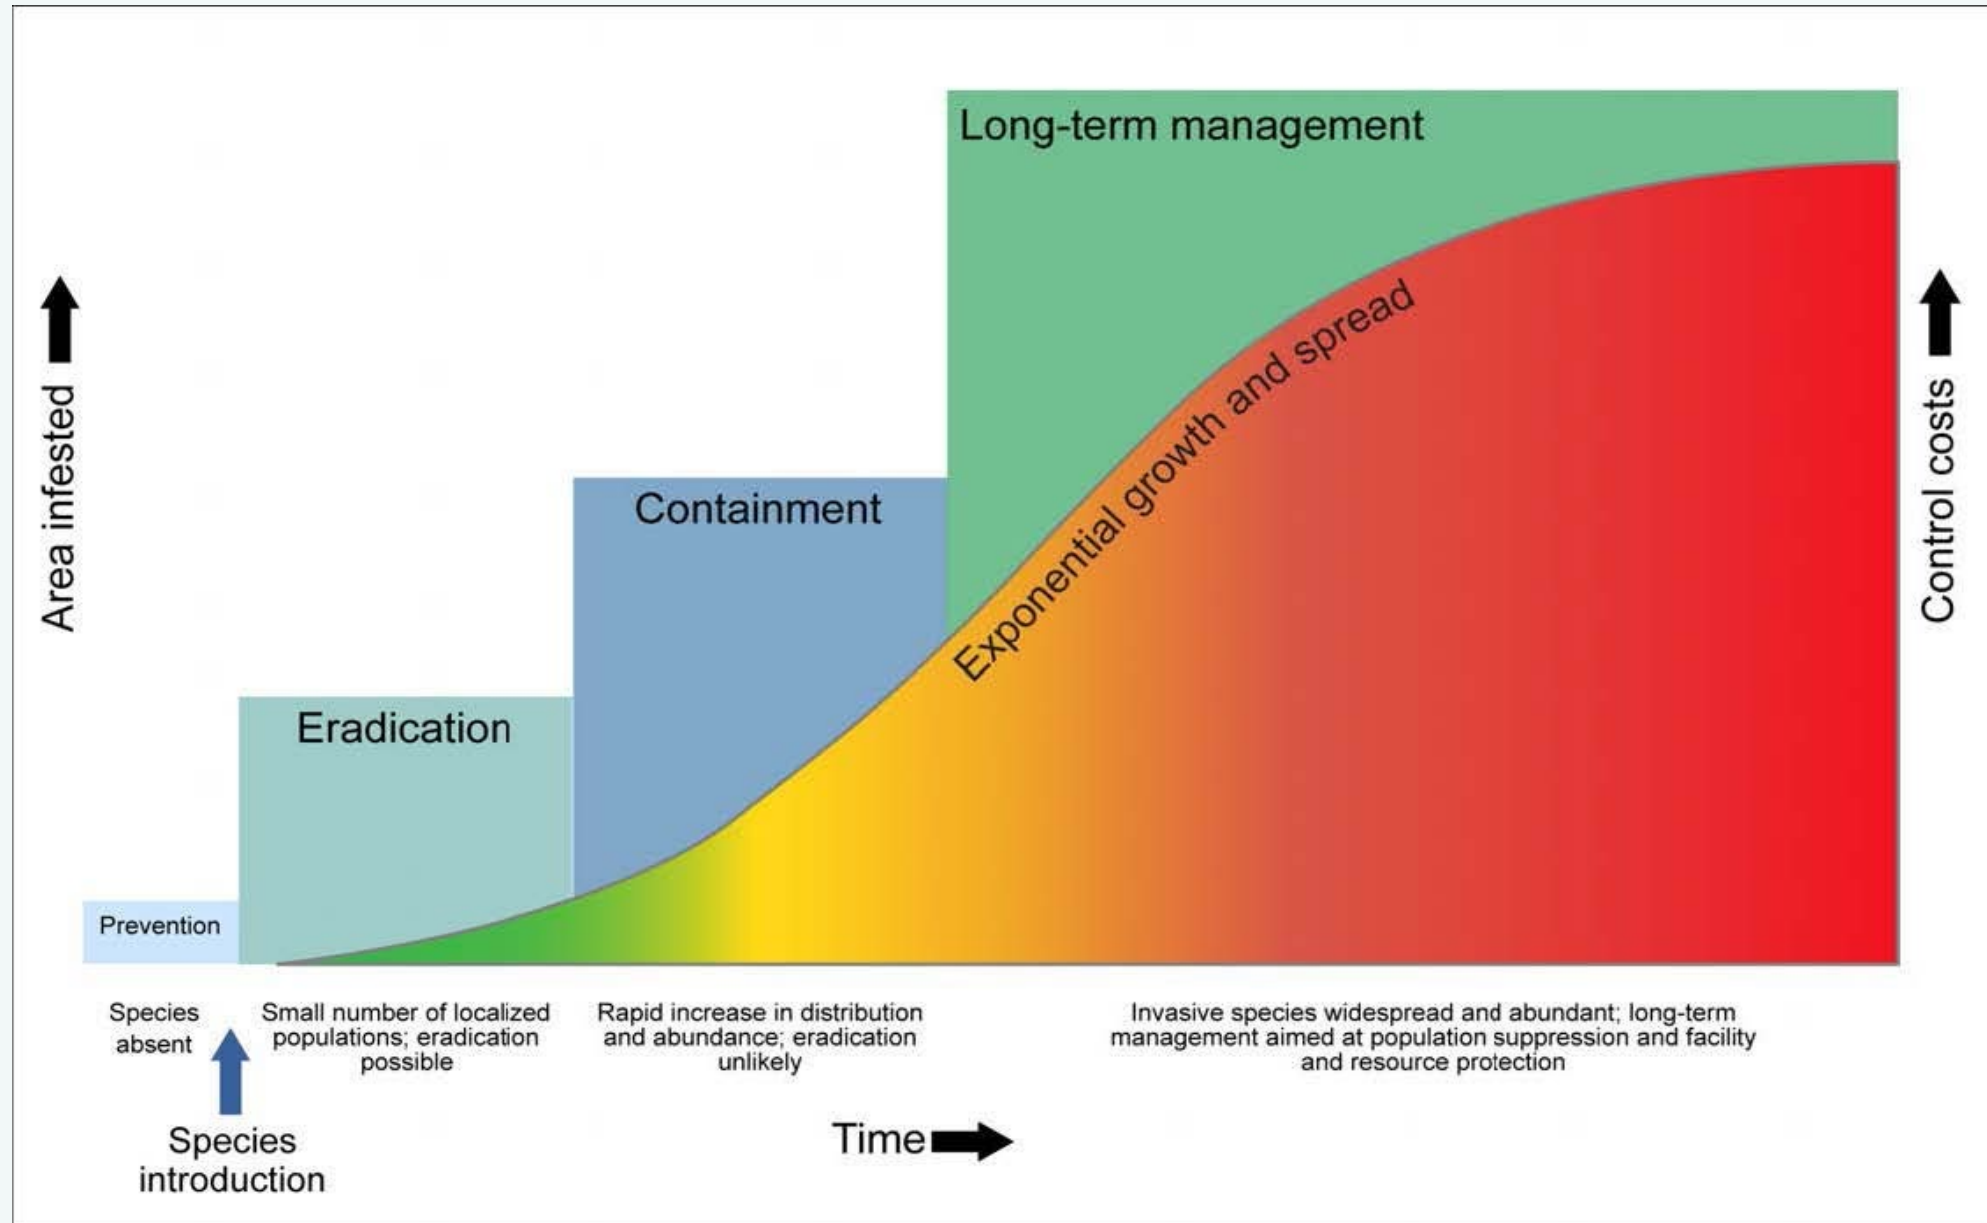 Long-term management
Exponential growth and spread
Containment
Eradication
Prevention
Area infested
Control costs
Species
absent
Small number of localized
populations; eradication
possible
Rapid increase in distribution
and abundance; eradication
unlikely
Invasive species widespread and abundant; long-term
management aimed at population suppression and facility
and resource protection
Species
introduction
Time